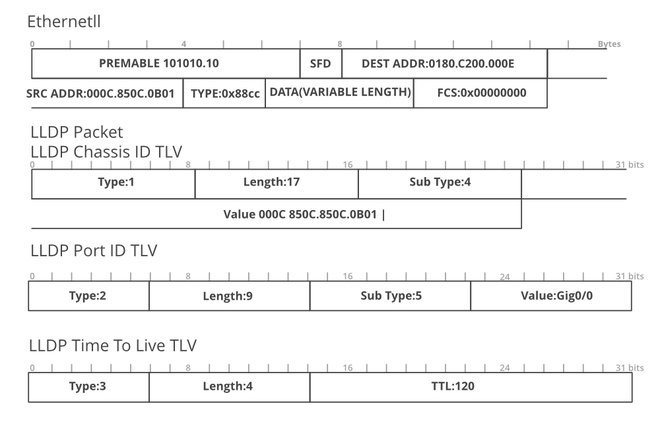 Ethernetll
0 4 8 Bytes
PREMABLE 101010.10 SFD DEST ADDR:0180.C200.000E
SRC ADDR:000C.850C.0B01 TYPE:0x88cc DATA(VARIABLE LENGTH) FCS:0x00000000
LLDP Packet
LLDP Chassis ID TLV
0 8 16 31 bits
Type:1 Length:17 Sub Type:4
Value 000C 850C.850C.0B01 |
LLDP Port ID TLV
0 8 16 24 31 bits
Type:2 Length:9 Sub Type:5 Value:Gig0/0
LLDP Time To Live TLV
0 8 16 24 31 bits
Type:3 Length:4 TTL:120